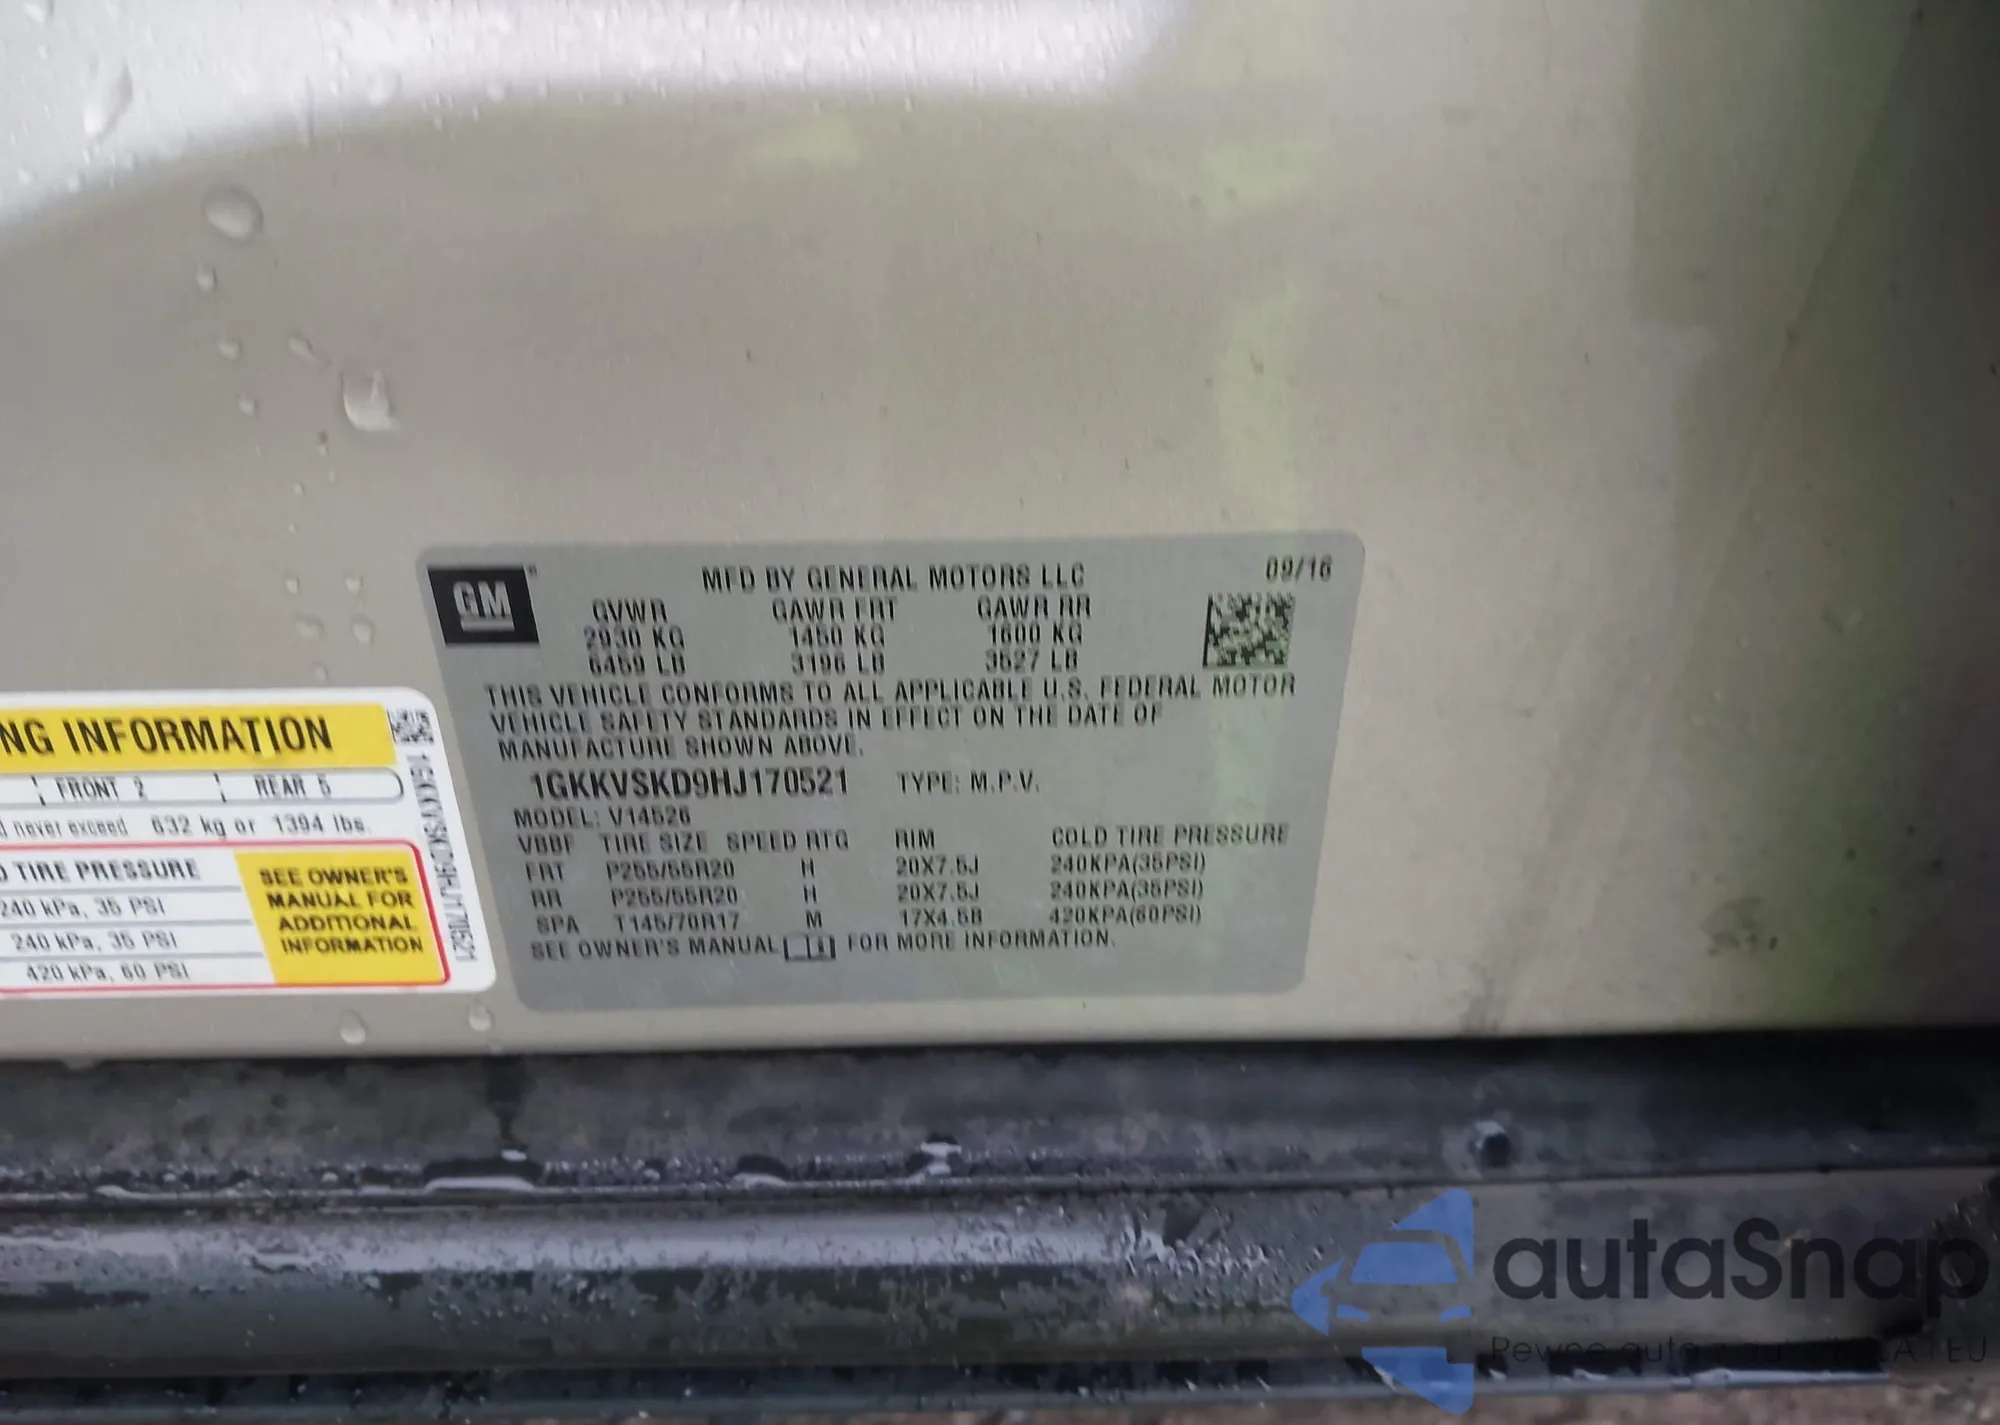 GM
MFD BY GENERAL MOTORS LLC 09/16
GVWR GAWR FRT GAWR RR
2930 KG 1450 KG 1600 KG
6459 LB 3196 LB 3527 LB
THIS VEHICLE CONFORMS TO ALL APPLICABLE U.S. FEDERAL MOTOR
VEHICLE SAFETY STANDARDS IN EFFECT ON THE DATE OF
MANUFACTURE SHOWN ABOVE.
1GKKVSKD9HJ170521 TYPE: M.P.V.
MODEL: V14526
VBBF TIRE SIZE SPEED RTG RIM COLD TIRE PRESSURE
FRT P255/55R20 H 20X7.5J 240KPA(35PSI)
RR P255/55R20 H 20X7.5J 240KPA(35PSI)
SPA T145/70R17 M 17X4.5B 420KPA(60PSI)
SEE OWNER'S MANUAL FOR MORE INFORMATION.
NG INFORMATION
FRONT 2 REAR 5
never exceed 632 kg or 1394 lbs.
TIRE PRESSURE
240 kPa, 35 PSI
240 kPa, 35 PSI
420 kPa, 60 PSI
SEE OWNER'S
MANUAL FOR
ADDITIONAL
INFORMATION
1GKKVSKD9HJ170521
autaSnap
Pewne auta z